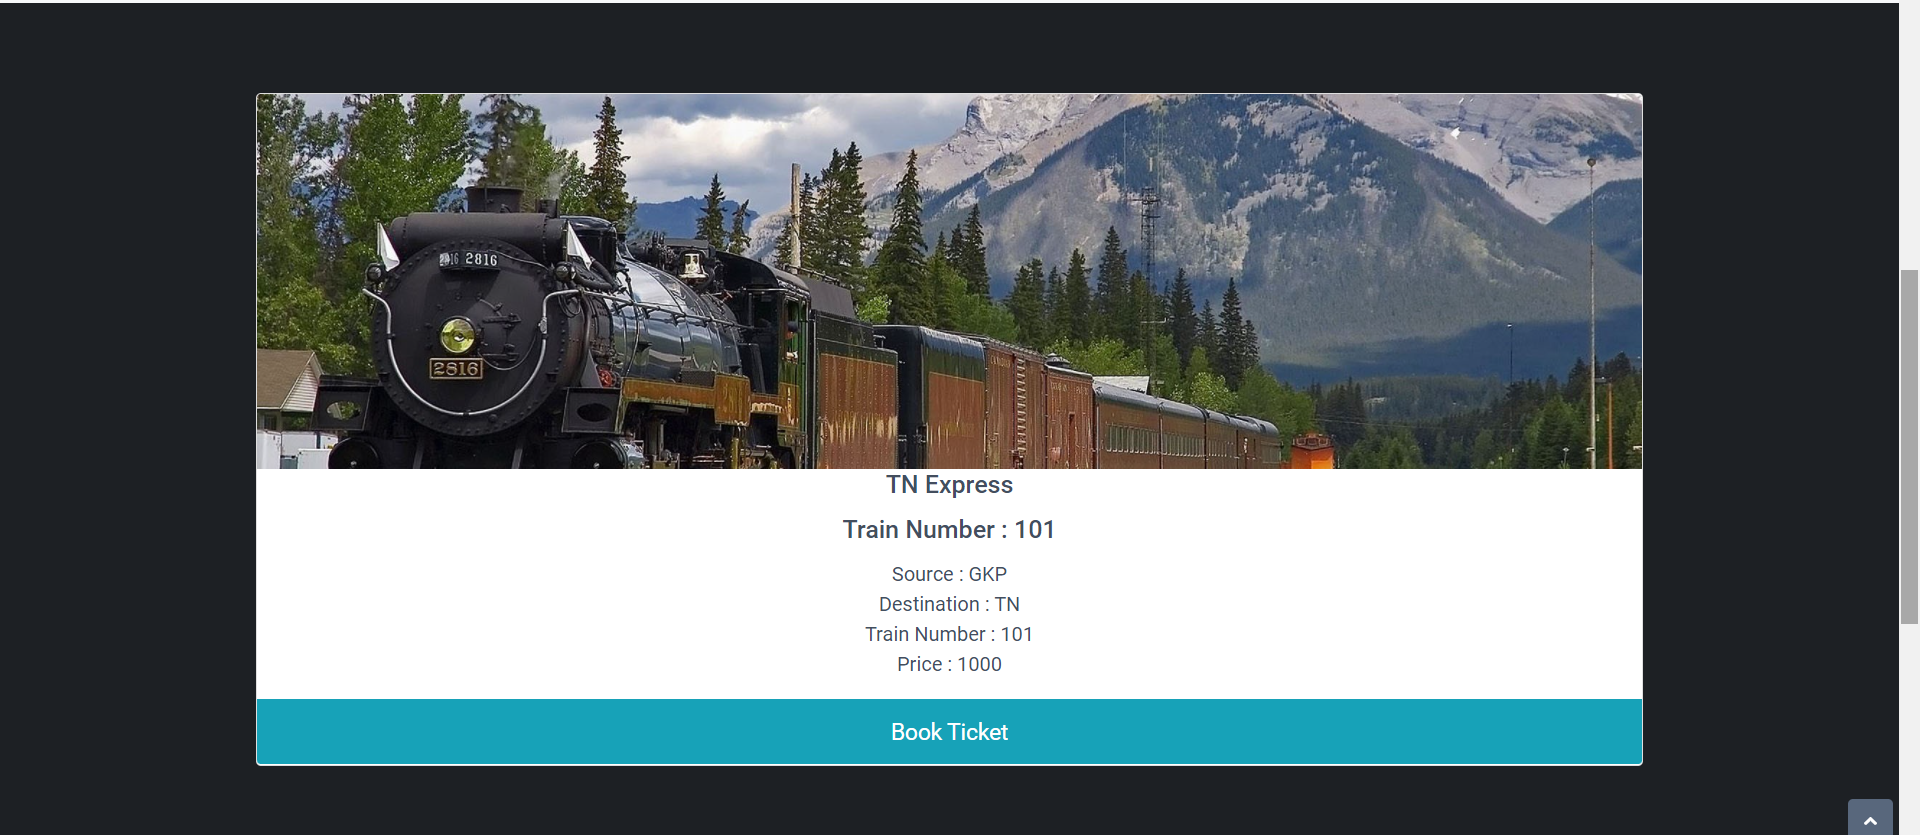 2816
2816
TN Express
Train Number : 101
Source : GKP
Destination : TN
Train Number : 101
Price : 1000
Book Ticket